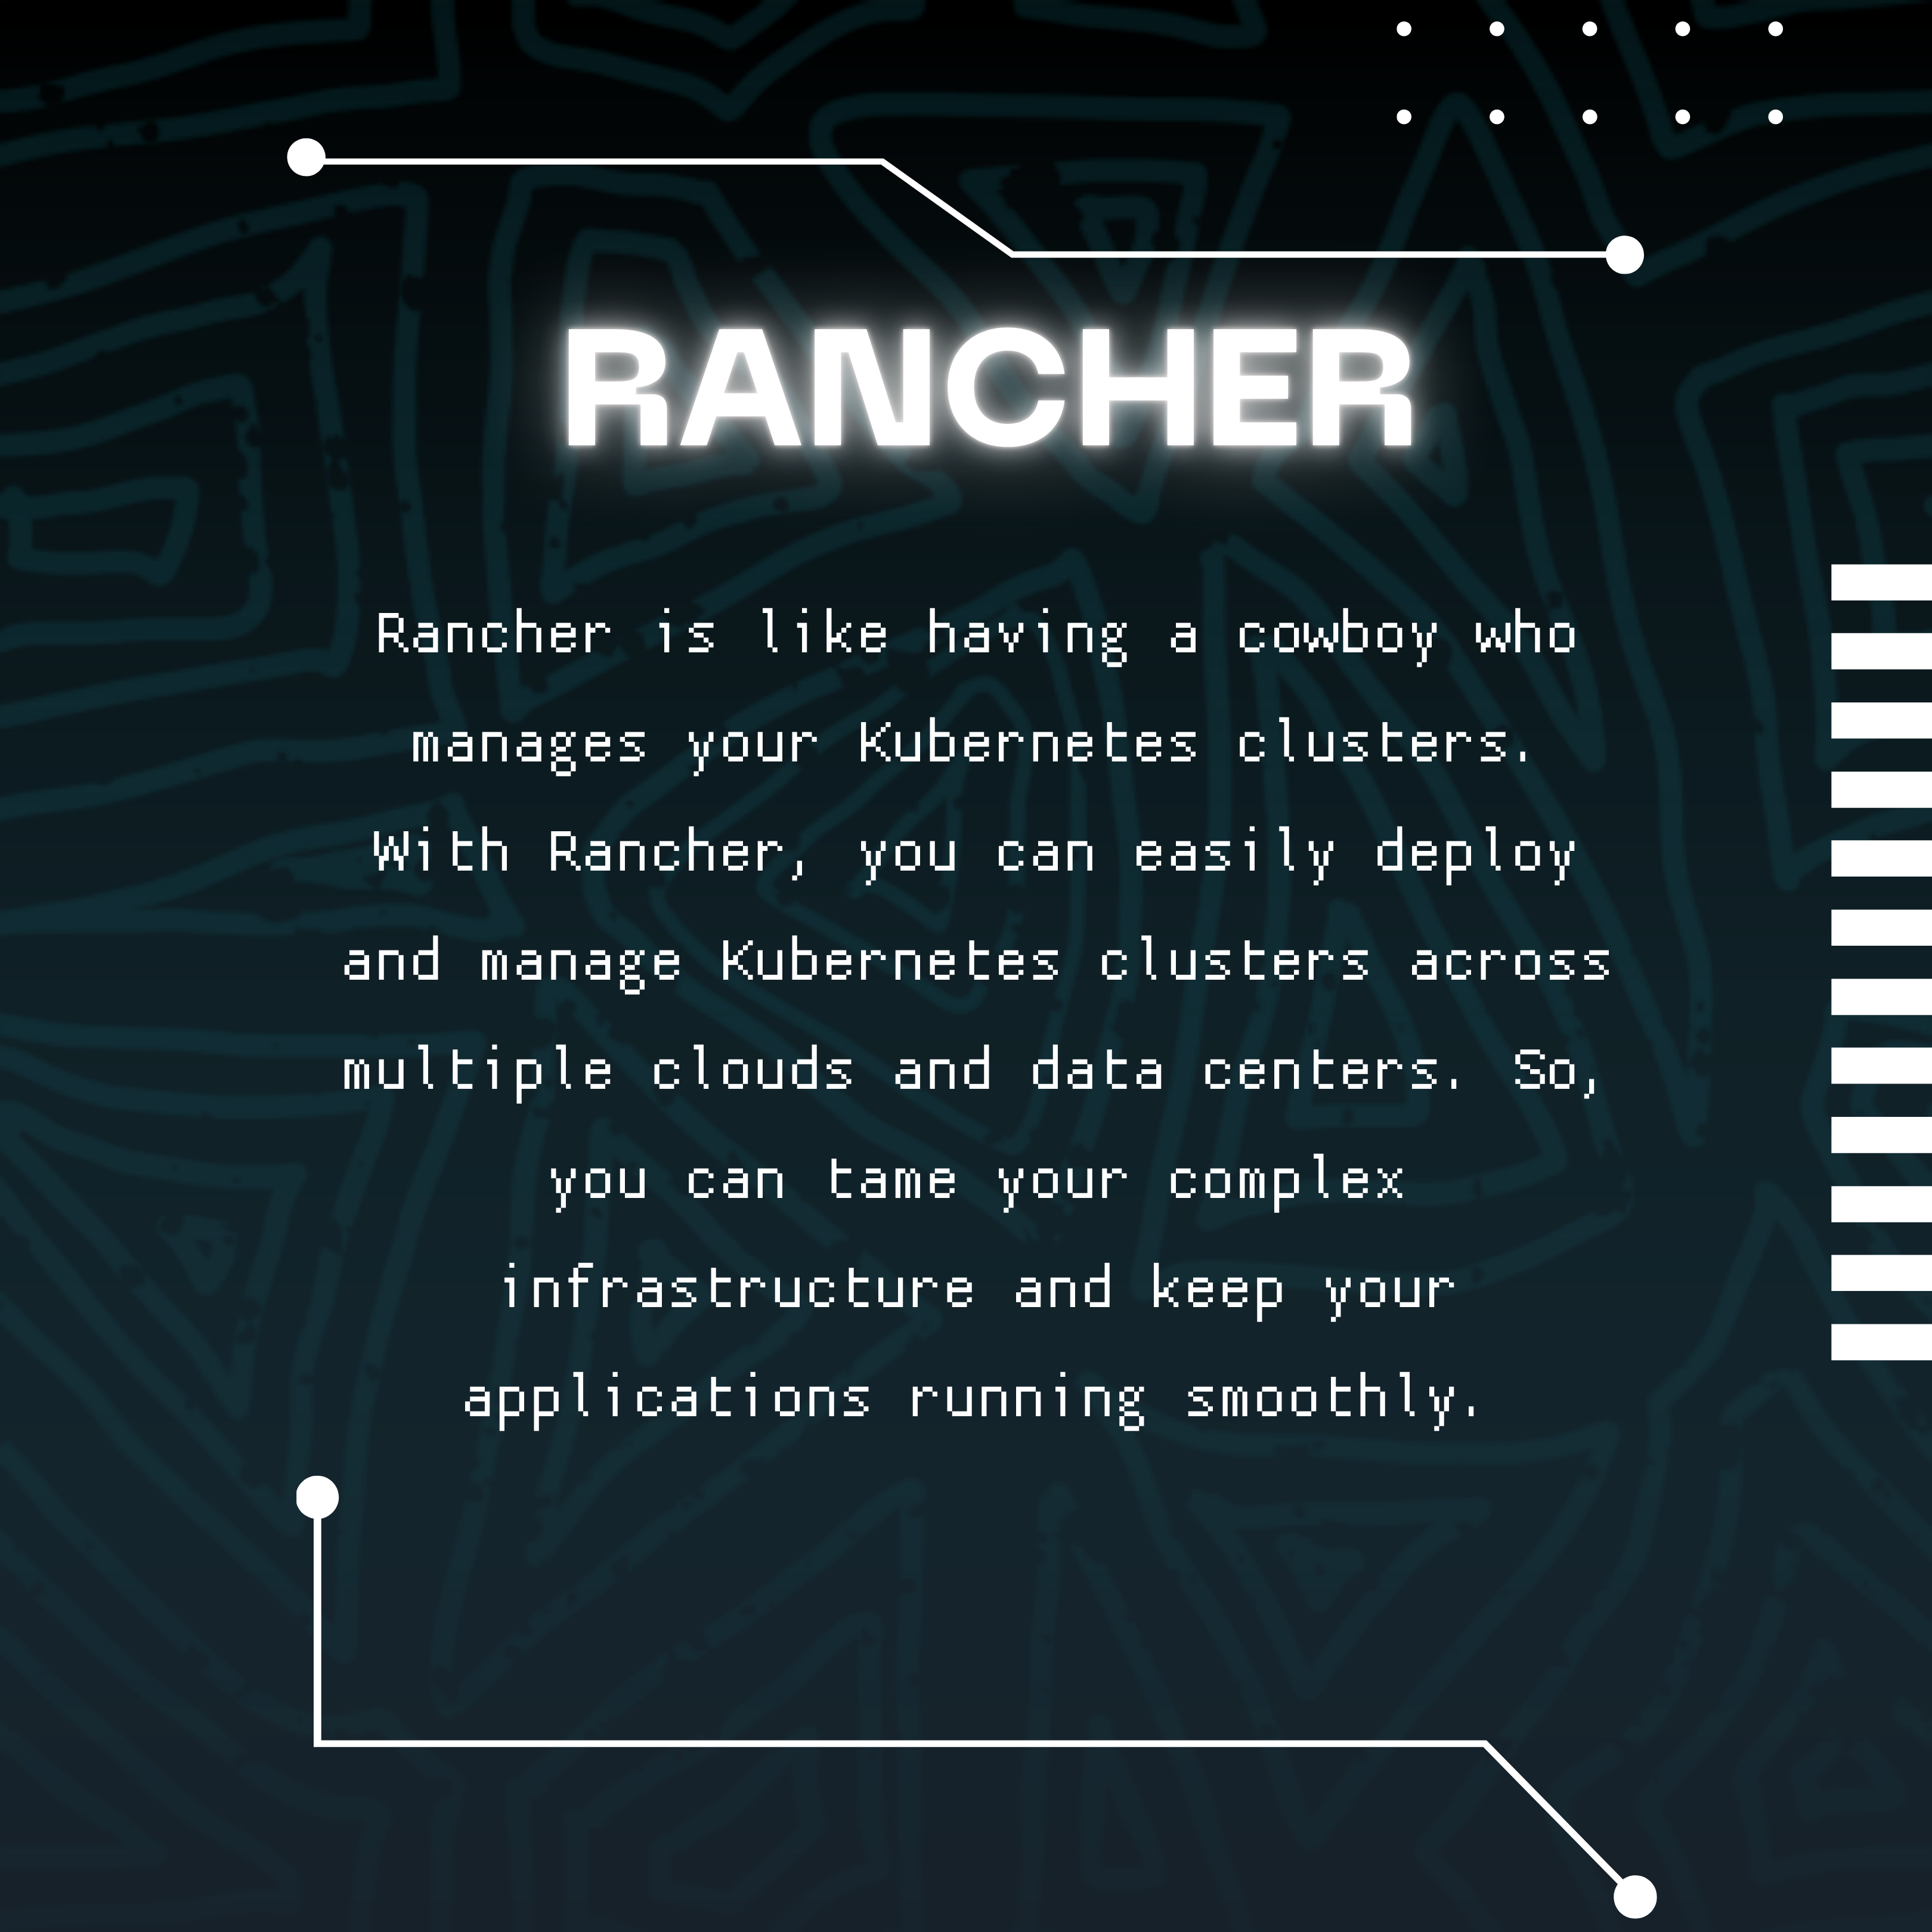 RANCHER
Rancher is like having a cowboy who
manages your Kubernetes clusters.
With Rancher, you can easily deploy
and manage Kubernetes clusters across
multiple clouds and data centers. So,
you can tame your complex
infrastructure and keep your
applications running smoothly.